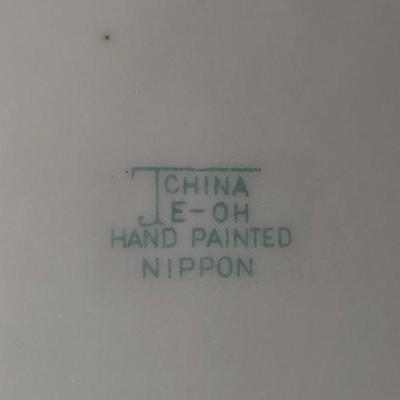 T CHINA
E-OH
HAND PAINTED
NIPPON